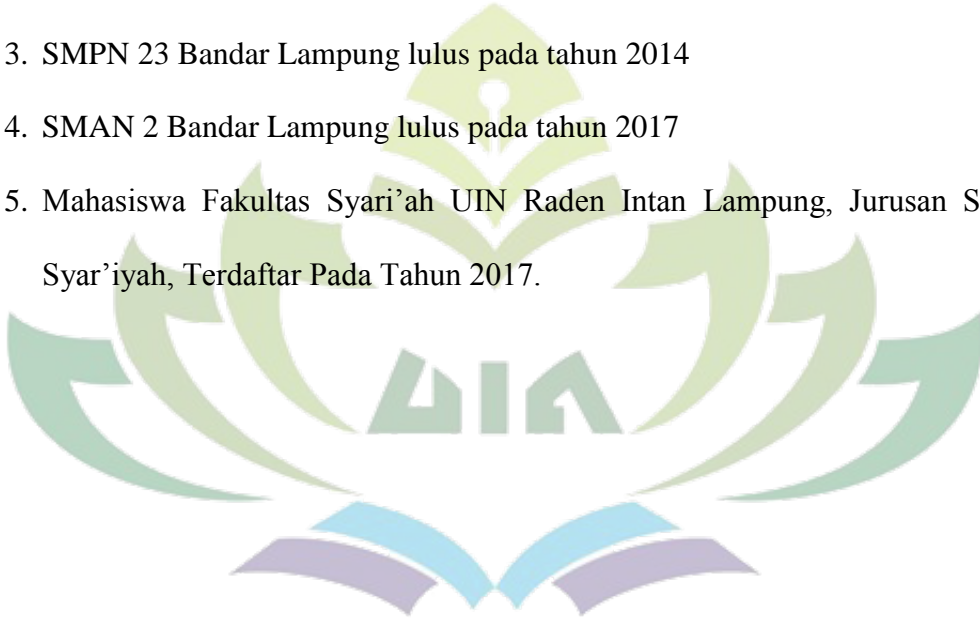 3. SMPN 23 Bandar Lampung lulus pada tahun 2014
4. SMAN 2 Bandar Lampung lulus pada tahun 2017
5. Mahasiswa Fakultas Syari’ah UIN Raden Intan Lampung, Jurusan S
Syar’iyah, Terdaftar Pada Tahun 2017.
UIN